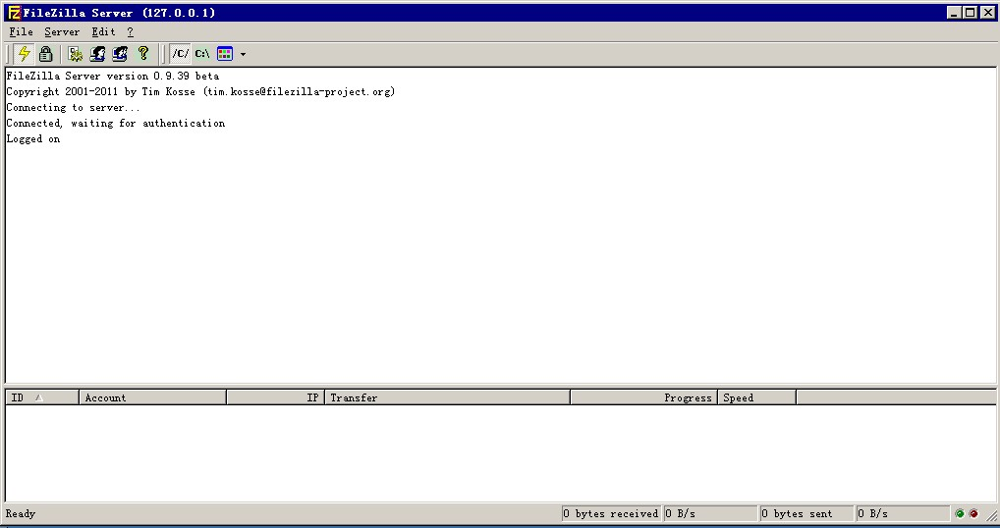 FileZilla Server (127.0.0.1)
File Server Edit ?
/C/ C:\
FileZilla Server version 0.9.39 beta
Copyright 2001-2011 by Tim Kosse (tim.kosse@filezilla-project.org)
Connecting to server...
Connected, waiting for authentication
Logged on
ID Account IP Transfer Progress Speed
Ready 0 bytes received 0 B/s 0 bytes sent 0 B/s